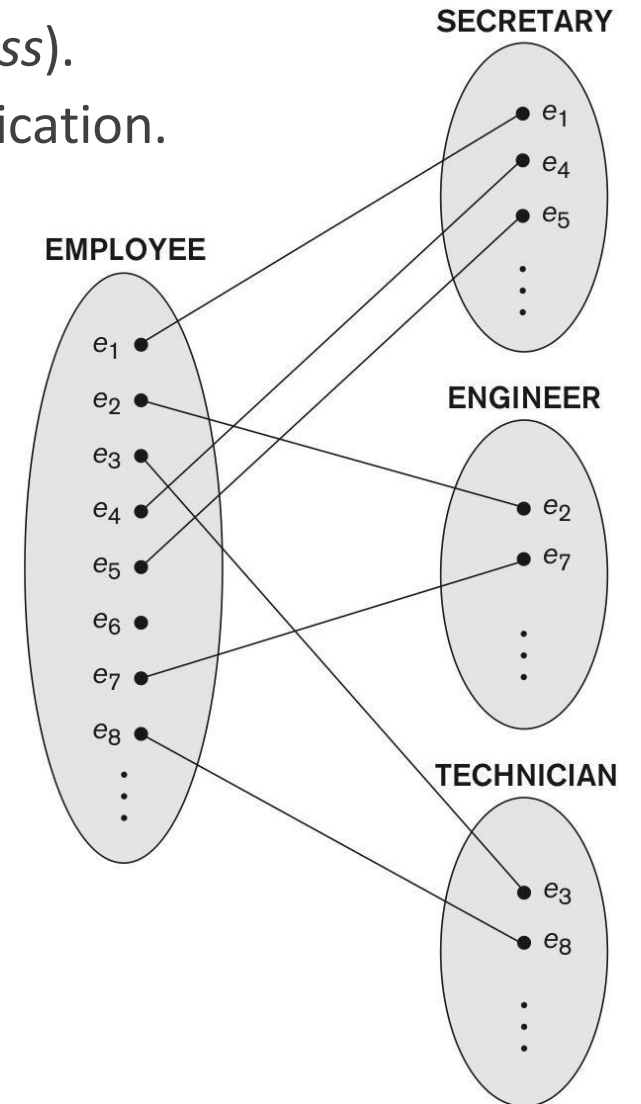 ss).
ication.
SECRETARY
e1
e4
e5
EMPLOYEE
e1
e2
e3
e4
e5
e6
e7
e8
ENGINEER
e2
e7
TECHNICIAN
e3
e8